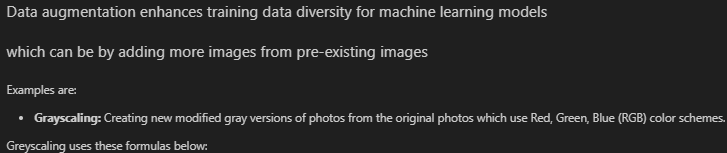 Data augmentation enhances training data diversity for machine learning models
which can be by adding more images from pre-existing images
Examples are:
• Grayscaling: Creating new modified gray versions of photos from the original photos which use Red, Green, Blue (RGB) color schemes.
Greyscaling uses these formulas below: